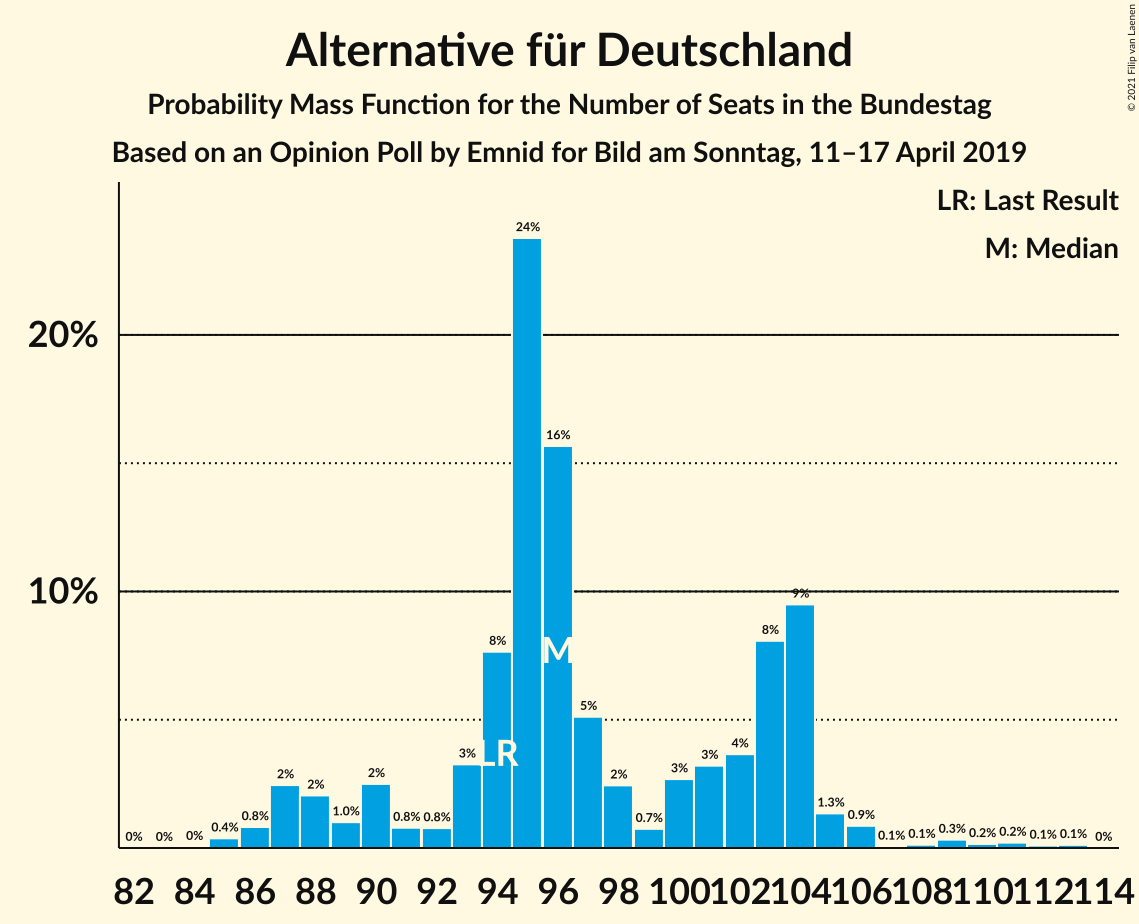 Alternative für Deutschland
Probability Mass Function for the Number of Seats in the Bundestag
Based on an Opinion Poll by Emnid for Bild am Sonntag, 11–17 April 2019
© 2021 Filip van Laenen
LR: Last Result
M: Median
20%
10%
0% 0% 0% 0.4% 0.8% 2% 2% 1.0% 2% 0.8% 0.8% 3% 8% 24% 16% 5% 2% 0.7% 3% 3% 4% 8% 9% 1.3% 0.9% 0.1% 0.1% 0.3% 0.2% 0.2% 0.1% 0.1% 0%
LR
M
82 84 86 88 90 92 94 96 98 100 102 104 106 108 110 112 114